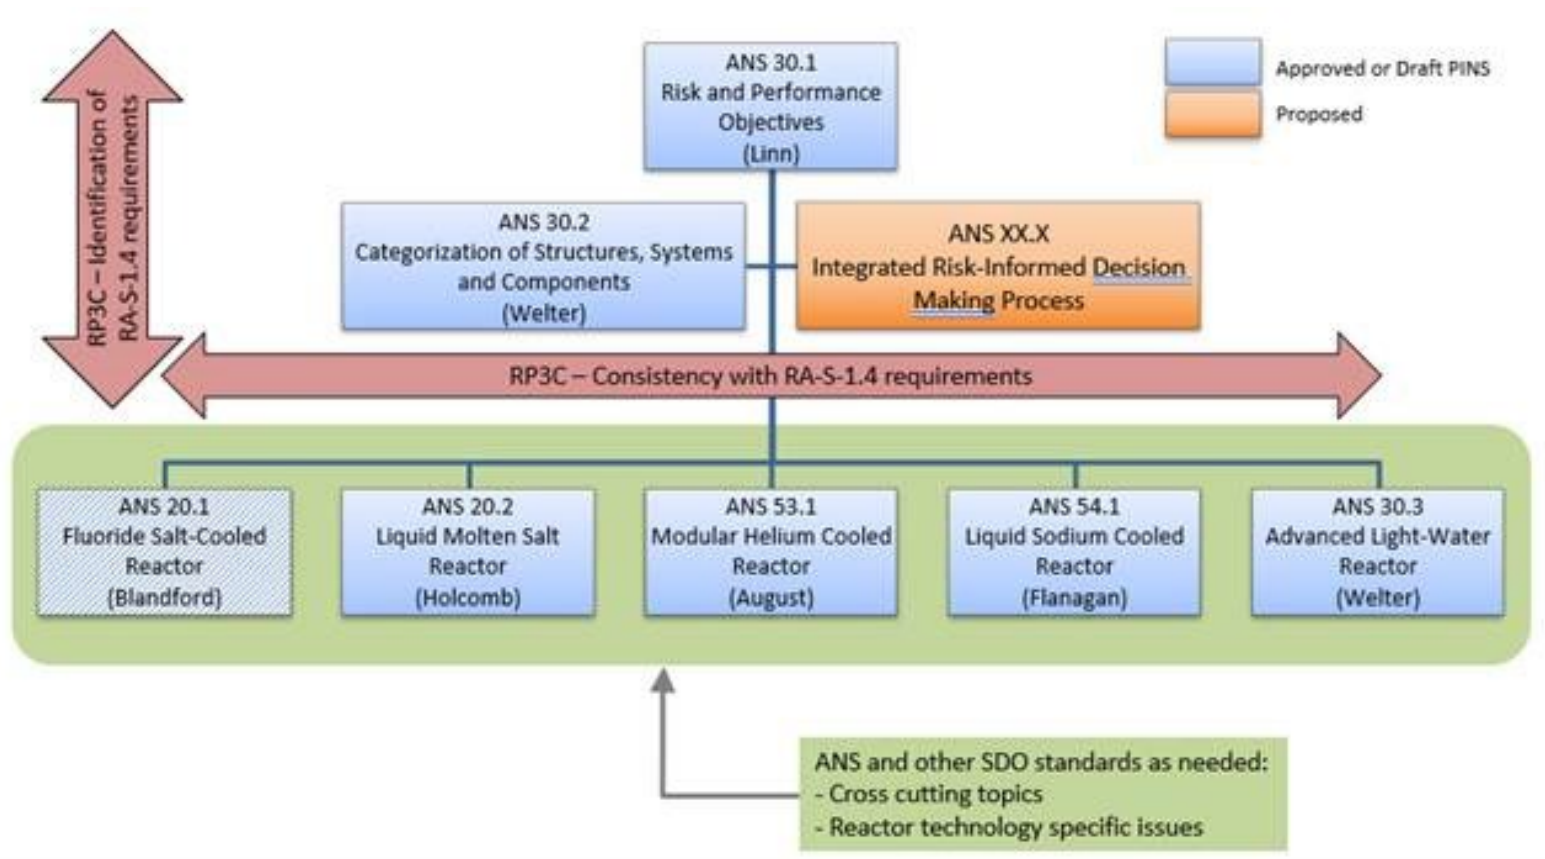 ANS 30.1
Risk and Performance
Objectives
(Linn)
Approved or Draft PINS
Proposed
RP3C – Identification of
RA-S-1.4 requirements
ANS 30.2
Categorization of Structures, Systems
and Components
(Welter)
ANS XX.X
Integrated Risk-Informed Decision
Making Process
RP3C – Consistency with RA-S-1.4 requirements
ANS 20.1
Fluoride Salt-Cooled
Reactor
(Blandford)
ANS 20.2
Liquid Molten Salt
Reactor
(Holcomb)
ANS 53.1
Modular Helium Cooled
Reactor
(August)
ANS 54.1
Liquid Sodium Cooled
Reactor
(Flanagan)
ANS 30.3
Advanced Light-Water
Reactor
(Welter)
ANS and other SDO standards as needed:
- Cross cutting topics
- Reactor technology specific issues